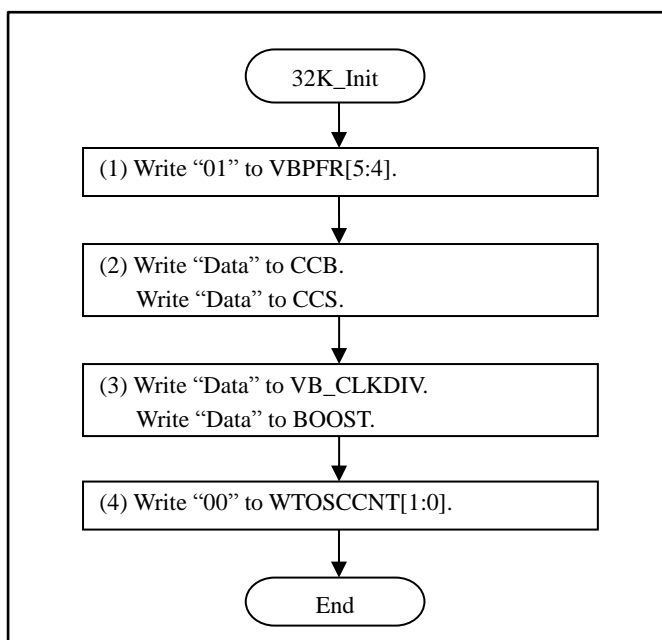 32K_Init
(1) Write “01” to VBPFR[5:4].
(2) Write “Data” to CCB.
Write “Data” to CCS.
(3) Write “Data” to VB_CLKDIV.
Write “Data” to BOOST.
(4) Write “00” to WTOSCCNT[1:0].
End